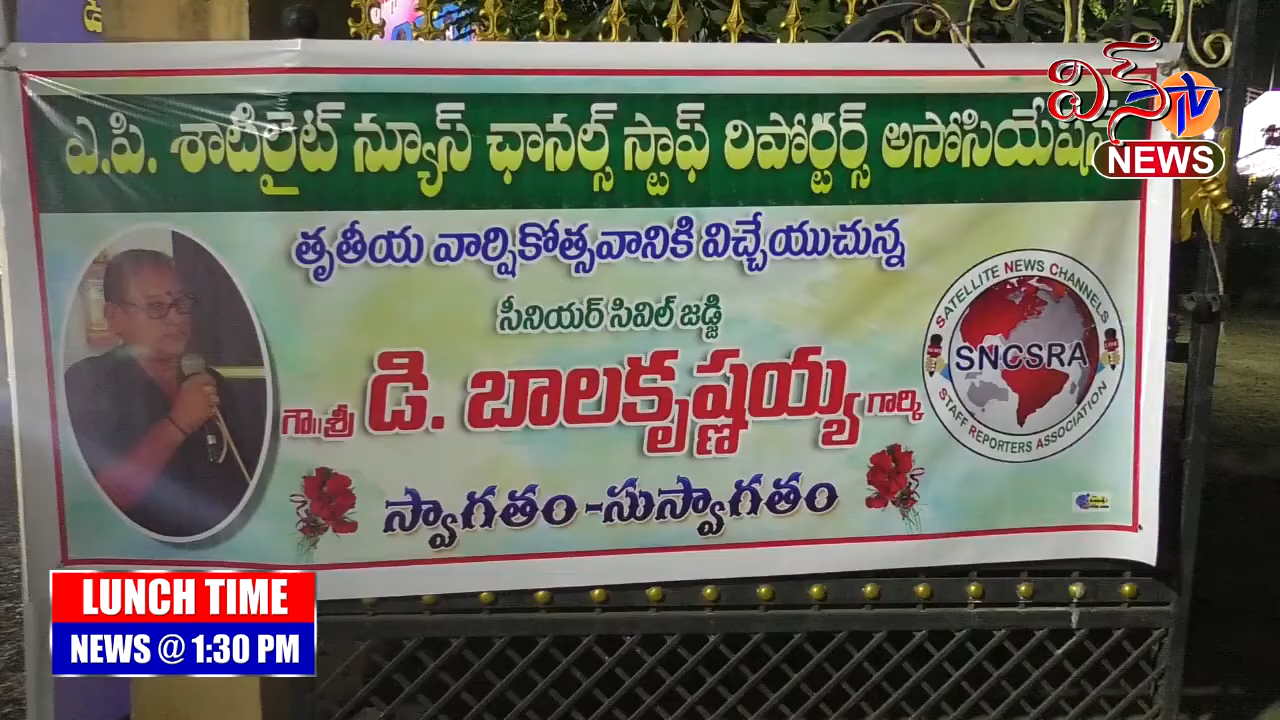 ఎ.పి. శాటిలైట్ న్యూస్ ఛానల్స్ స్టాఫ్ రిపోర్టర్స్ అసోసియేషన్
విన్ TV
NEWS
తృతీయ వార్షికోత్సవానికి విచ్చేయుచున్న
సీనియర్ సివిల్ జడ్జి
గౌ॥శ్రీ డి. బాలకృష్ణయ్య గార్కి
స్వాగతం -సుస్వాగతం
SATELLITE NEWS CHANNELS
SNCSRA
STAFF REPORTERS ASSOCIATION
LUNCH TIME
NEWS @ 1:30 PM